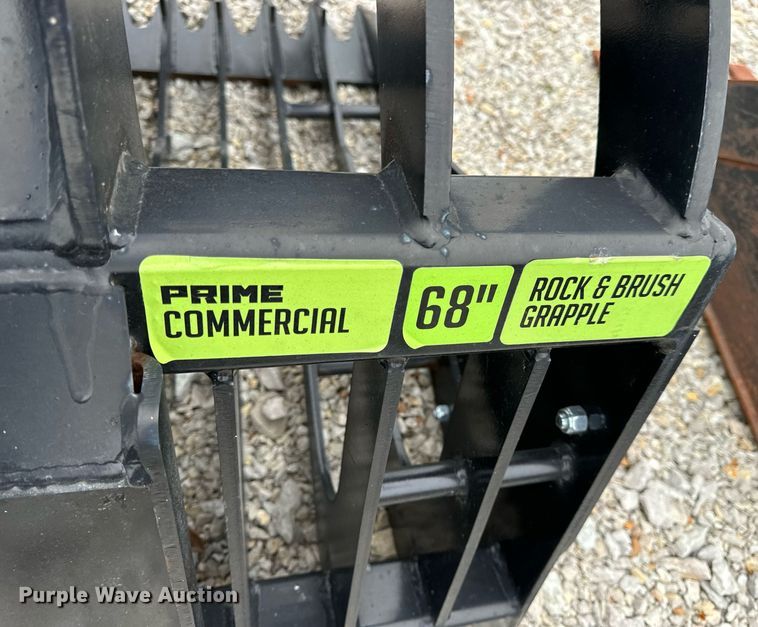 PRIME
COMMERCIAL
68"
ROCK & BRUSH
GRAPPLE
Purple Wave Auction®